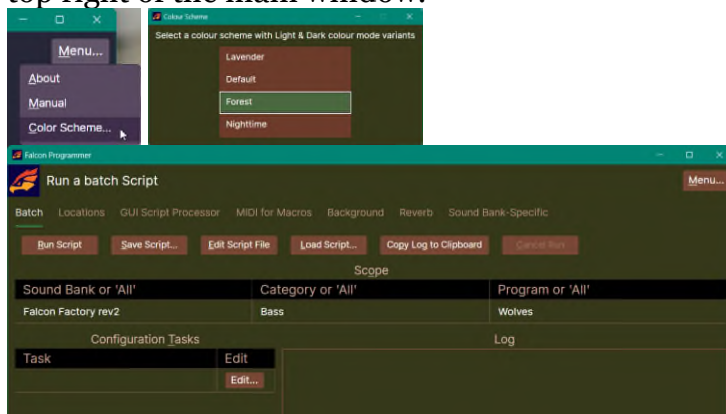 top right of the main window.
Menu...
About
Manual
Color Scheme...
Colour Scheme
Select a colour scheme with Light & Dark colour mode variants
Lavender
Default
Forest
Nighttime
Falcon Programmer
Run a batch Script
Menu...
Batch Locations GUI Script Processor MIDI for Macros Background Reverb Sound Bank-Specific
Run Script Save Script... Edit Script File Load Script... Copy Log to Clipboard Cancel Run
Scope
Sound Bank or 'All' Category or 'All' Program or 'All'
Falcon Factory rev2 Bass Wolves
Configuration Tasks Log
Task Edit
Edit...